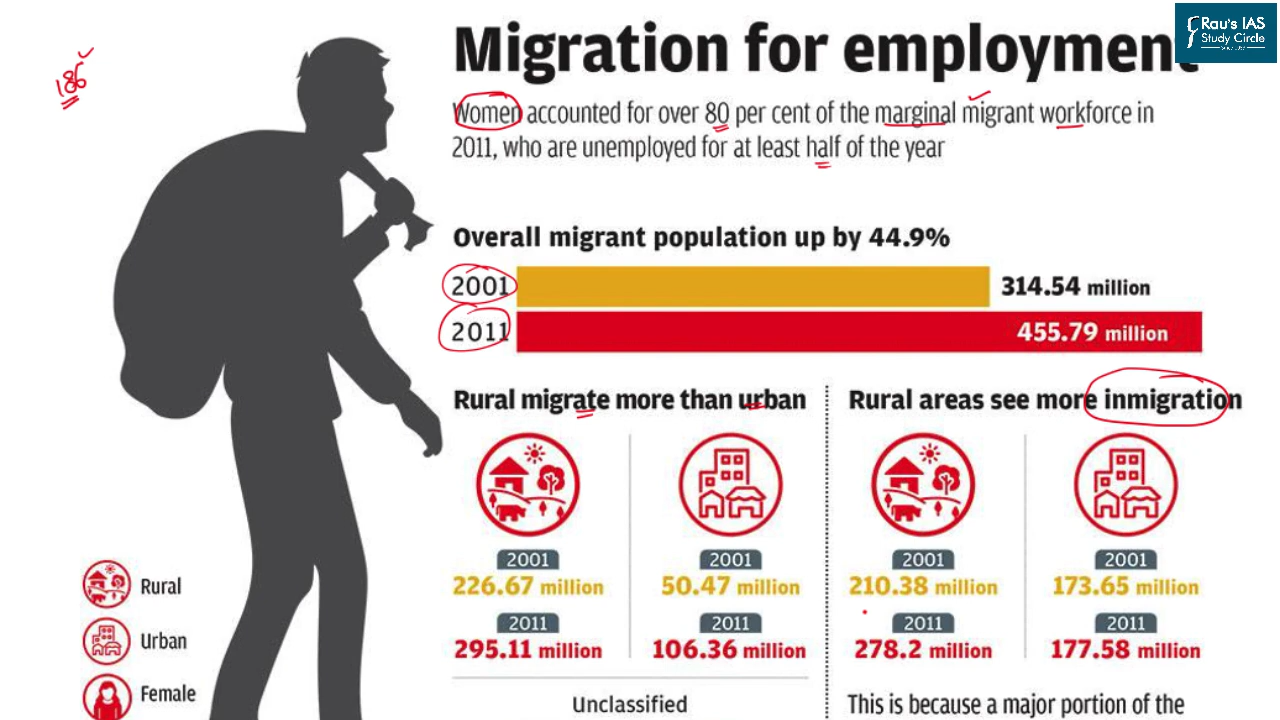 Rau's IAS
Study Circle
Migration for employment
186
Women accounted for over 80 per cent of the marginal migrant workforce in
2011, who are unemployed for at least half of the year
Overall migrant population up by 44.9%
2001 314.54 million
2011 455.79 million
Rural migrate more than urban
2001 2001
226.67 million 50.47 million
2011 2011
295.11 million 106.36 million
Unclassified
Rural areas see more inmigration
2001 2001
210.38 million 173.65 million
2011 2011
278.2 million 177.58 million
This is because a major portion of the
Rural
Urban
Female